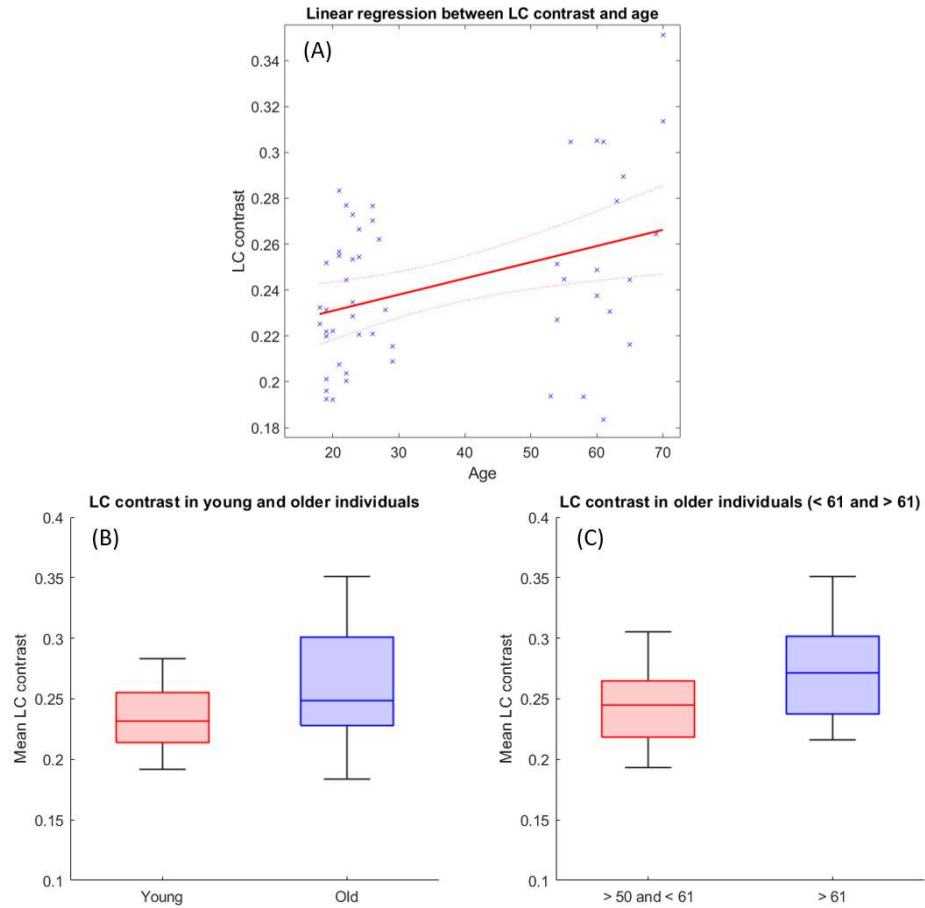 Linear regression between LC contrast and age
(A)
0.34
0.32
0.3
0.28
0.26
0.24
0.22
0.2
0.18
LC contrast
20
30
40
50
60
70
Age
LC contrast in young and older individuals
(B)
0.4
0.35
0.3
0.25
0.2
0.15
0.1
Mean LC contrast
Young
Old
LC contrast in older individuals (< 61 and > 61)
(C)
0.4
0.35
0.3
0.25
0.2
0.15
0.1
Mean LC contrast
> 50 and < 61
> 61